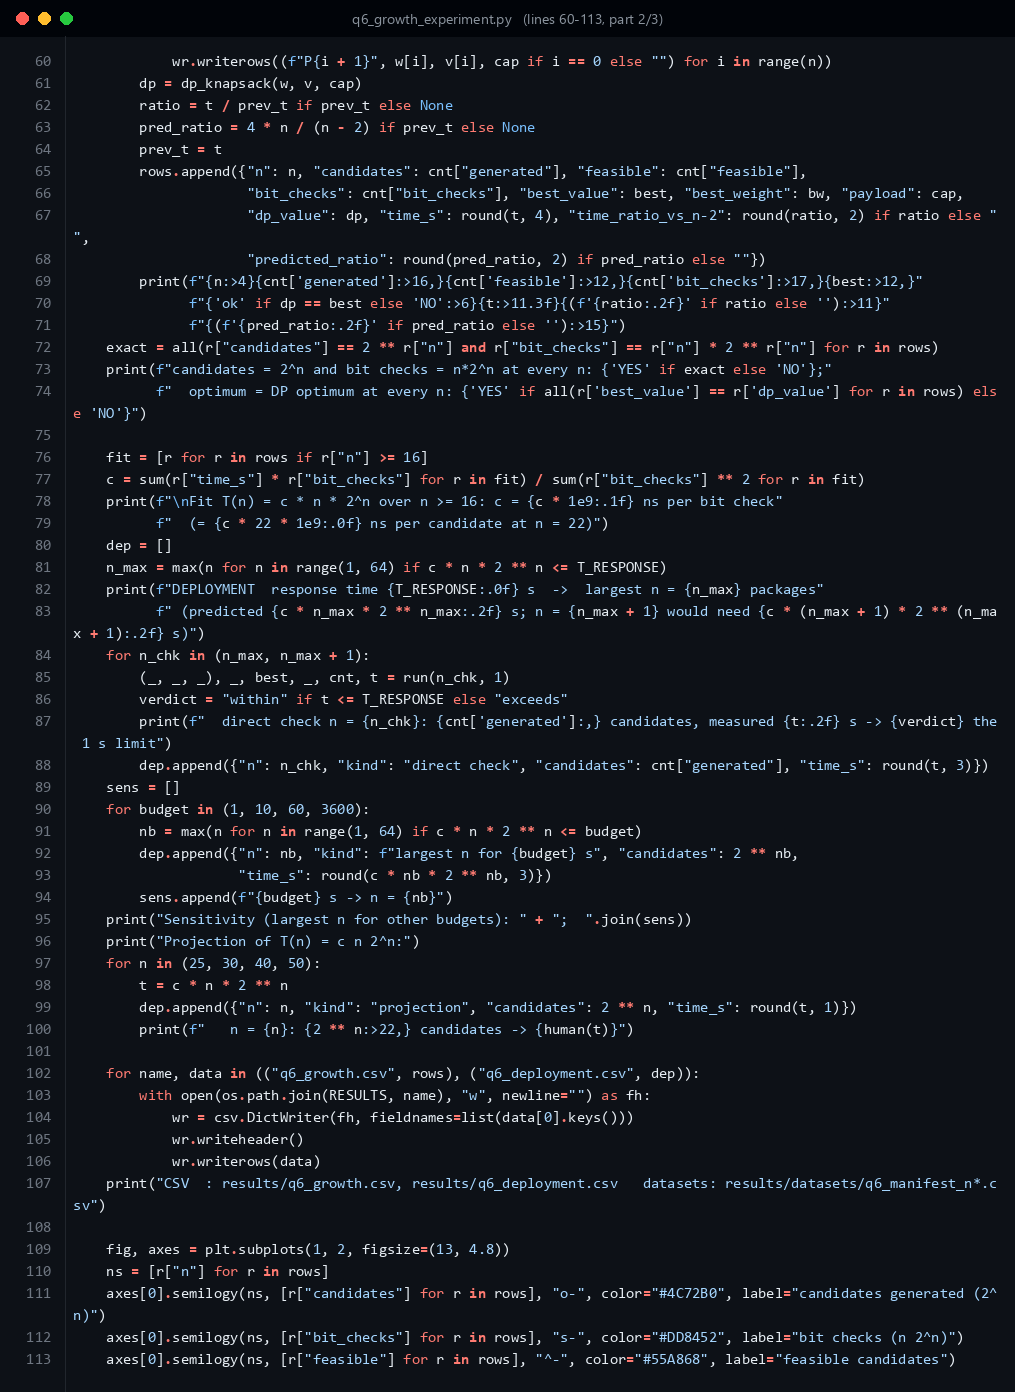 q6_growth_experiment.py   (lines 60-113, part 2/3)
60             wr.writerows((f"P{i + 1}", w[i], v[i], cap if i == 0 else "") for i in range(n))
61         dp = dp_knapsack(w, v, cap)
62         ratio = t / prev_t if prev_t else None
63         pred_ratio = 4 * n / (n - 2) if prev_t else None
64         prev_t = t
65         rows.append({"n": n, "candidates": cnt["generated"], "feasible": cnt["feasible"],
66                      "bit_checks": cnt["bit_checks"], "best_value": best, "best_weight": bw, "payload": cap,
67                      "dp_value": dp, "time_s": round(t, 4), "time_ratio_vs_n-2": round(ratio, 2) if ratio else "
",
68                      "predicted_ratio": round(pred_ratio, 2) if pred_ratio else ""})
69         print(f"{n:>4}{cnt['generated']:>16,}{cnt['feasible']:>12,}{cnt['bit_checks']:>17,}{best:>12,}"
70               f"{'ok' if dp == best else 'NO':>6}{t:>11.3f}{(f'{ratio:.2f}' if ratio else ''):>11}"
71               f"{(f'{pred_ratio:.2f}' if pred_ratio else ''):>15}")
72     exact = all(r["candidates"] == 2 ** r["n"] and r["bit_checks"] == r["n"] * 2 ** r["n"] for r in rows)
73     print(f"candidates = 2^n and bit checks = n*2^n at every n: {'YES' if exact else 'NO'};"
74           f"  optimum = DP optimum at every n: {'YES' if all(r['best_value'] == r['dp_value'] for r in rows) els
e 'NO'}")
75
76     fit = [r for r in rows if r["n"] >= 16]
77     c = sum(r["time_s"] * r["bit_checks"] for r in fit) / sum(r["bit_checks"] ** 2 for r in fit)
78     print(f"\nFit T(n) = c * n * 2^n over n >= 16: c = {c * 1e9:.1f} ns per bit check"
79           f"  (= {c * 22 * 1e9:.0f} ns per candidate at n = 22)")
80     dep = []
81     n_max = max(n for n in range(1, 64) if c * n * 2 ** n <= T_RESPONSE)
82     print(f"DEPLOYMENT  response time {T_RESPONSE:.0f} s  ->  largest n = {n_max} packages"
83           f" (predicted {c * n_max * 2 ** n_max:.2f} s; n = {n_max + 1} would need {c * (n_max + 1) * 2 ** (n_ma
x + 1):.2f} s)")
84     for n_chk in (n_max, n_max + 1):
85         (_, _, _), _, best, _, cnt, t = run(n_chk, 1)
86         verdict = "within" if t <= T_RESPONSE else "exceeds"
87         print(f"  direct check n = {n_chk}: {cnt['generated']:,} candidates, measured {t:.2f} s -> {verdict} the
 1 s limit")
88         dep.append({"n": n_chk, "kind": "direct check", "candidates": cnt["generated"], "time_s": round(t, 3)})
89     sens = []
90     for budget in (1, 10, 60, 3600):
91         nb = max(n for n in range(1, 64) if c * n * 2 ** n <= budget)
92         dep.append({"n": nb, "kind": f"largest n for {budget} s", "candidates": 2 ** nb,
93                     "time_s": round(c * nb * 2 ** nb, 3)})
94         sens.append(f"{budget} s -> n = {nb}")
95     print("Sensitivity (largest n for other budgets): " + ";  ".join(sens))
96     print("Projection of T(n) = c n 2^n:")
97     for n in (25, 30, 40, 50):
98         t = c * n * 2 ** n
99         dep.append({"n": n, "kind": "projection", "candidates": 2 ** n, "time_s": round(t, 1)})
100         print(f"   n = {n}: {2 ** n:>22,} candidates -> {human(t)}")
101
102     for name, data in (("q6_growth.csv", rows), ("q6_deployment.csv", dep)):
103         with open(os.path.join(RESULTS, name), "w", newline="") as fh:
104             wr = csv.DictWriter(fh, fieldnames=list(data[0].keys()))
105             wr.writeheader()
106             wr.writerows(data)
107     print("CSV  : results/q6_growth.csv, results/q6_deployment.csv   datasets: results/datasets/q6_manifest_n*.c
sv")
108
109     fig, axes = plt.subplots(1, 2, figsize=(13, 4.8))
110     ns = [r["n"] for r in rows]
111     axes[0].semilogy(ns, [r["candidates"] for r in rows], "o-", color="#4C72B0", label="candidates generated (2^
n)")
112     axes[0].semilogy(ns, [r["bit_checks"] for r in rows], "s-", color="#DD8452", label="bit checks (n 2^n)")
113     axes[0].semilogy(ns, [r["feasible"] for r in rows], "^-", color="#55A868", label="feasible candidates")